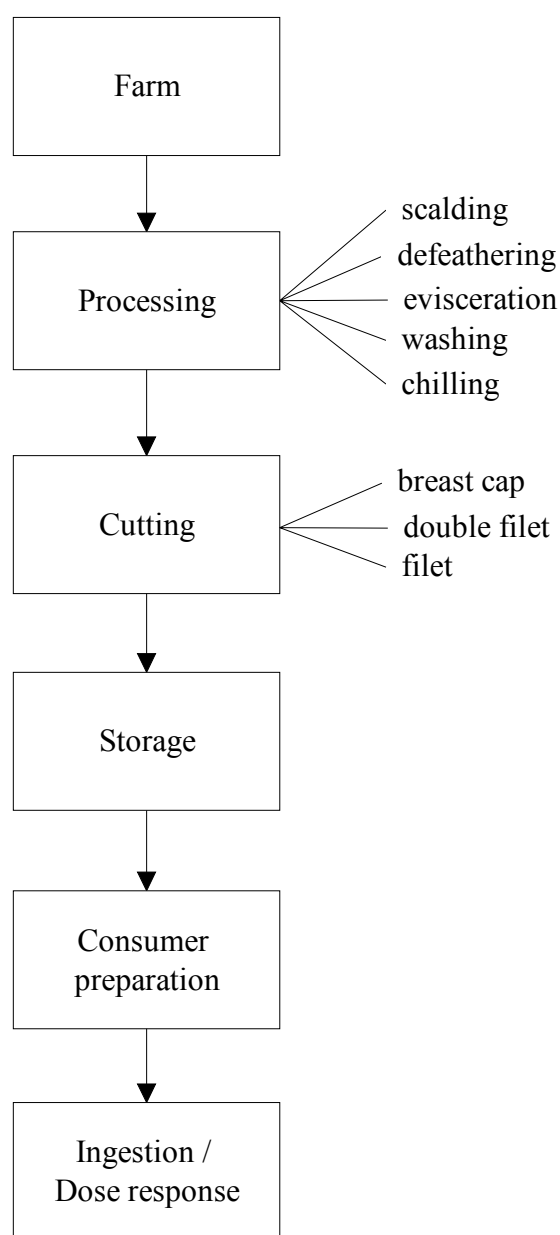 Farm
Processing
scalding
defeathering
evisceration
washing
chilling
Cutting
breast cap
double filet
filet
Storage
Consumer
preparation
Ingestion /
Dose response